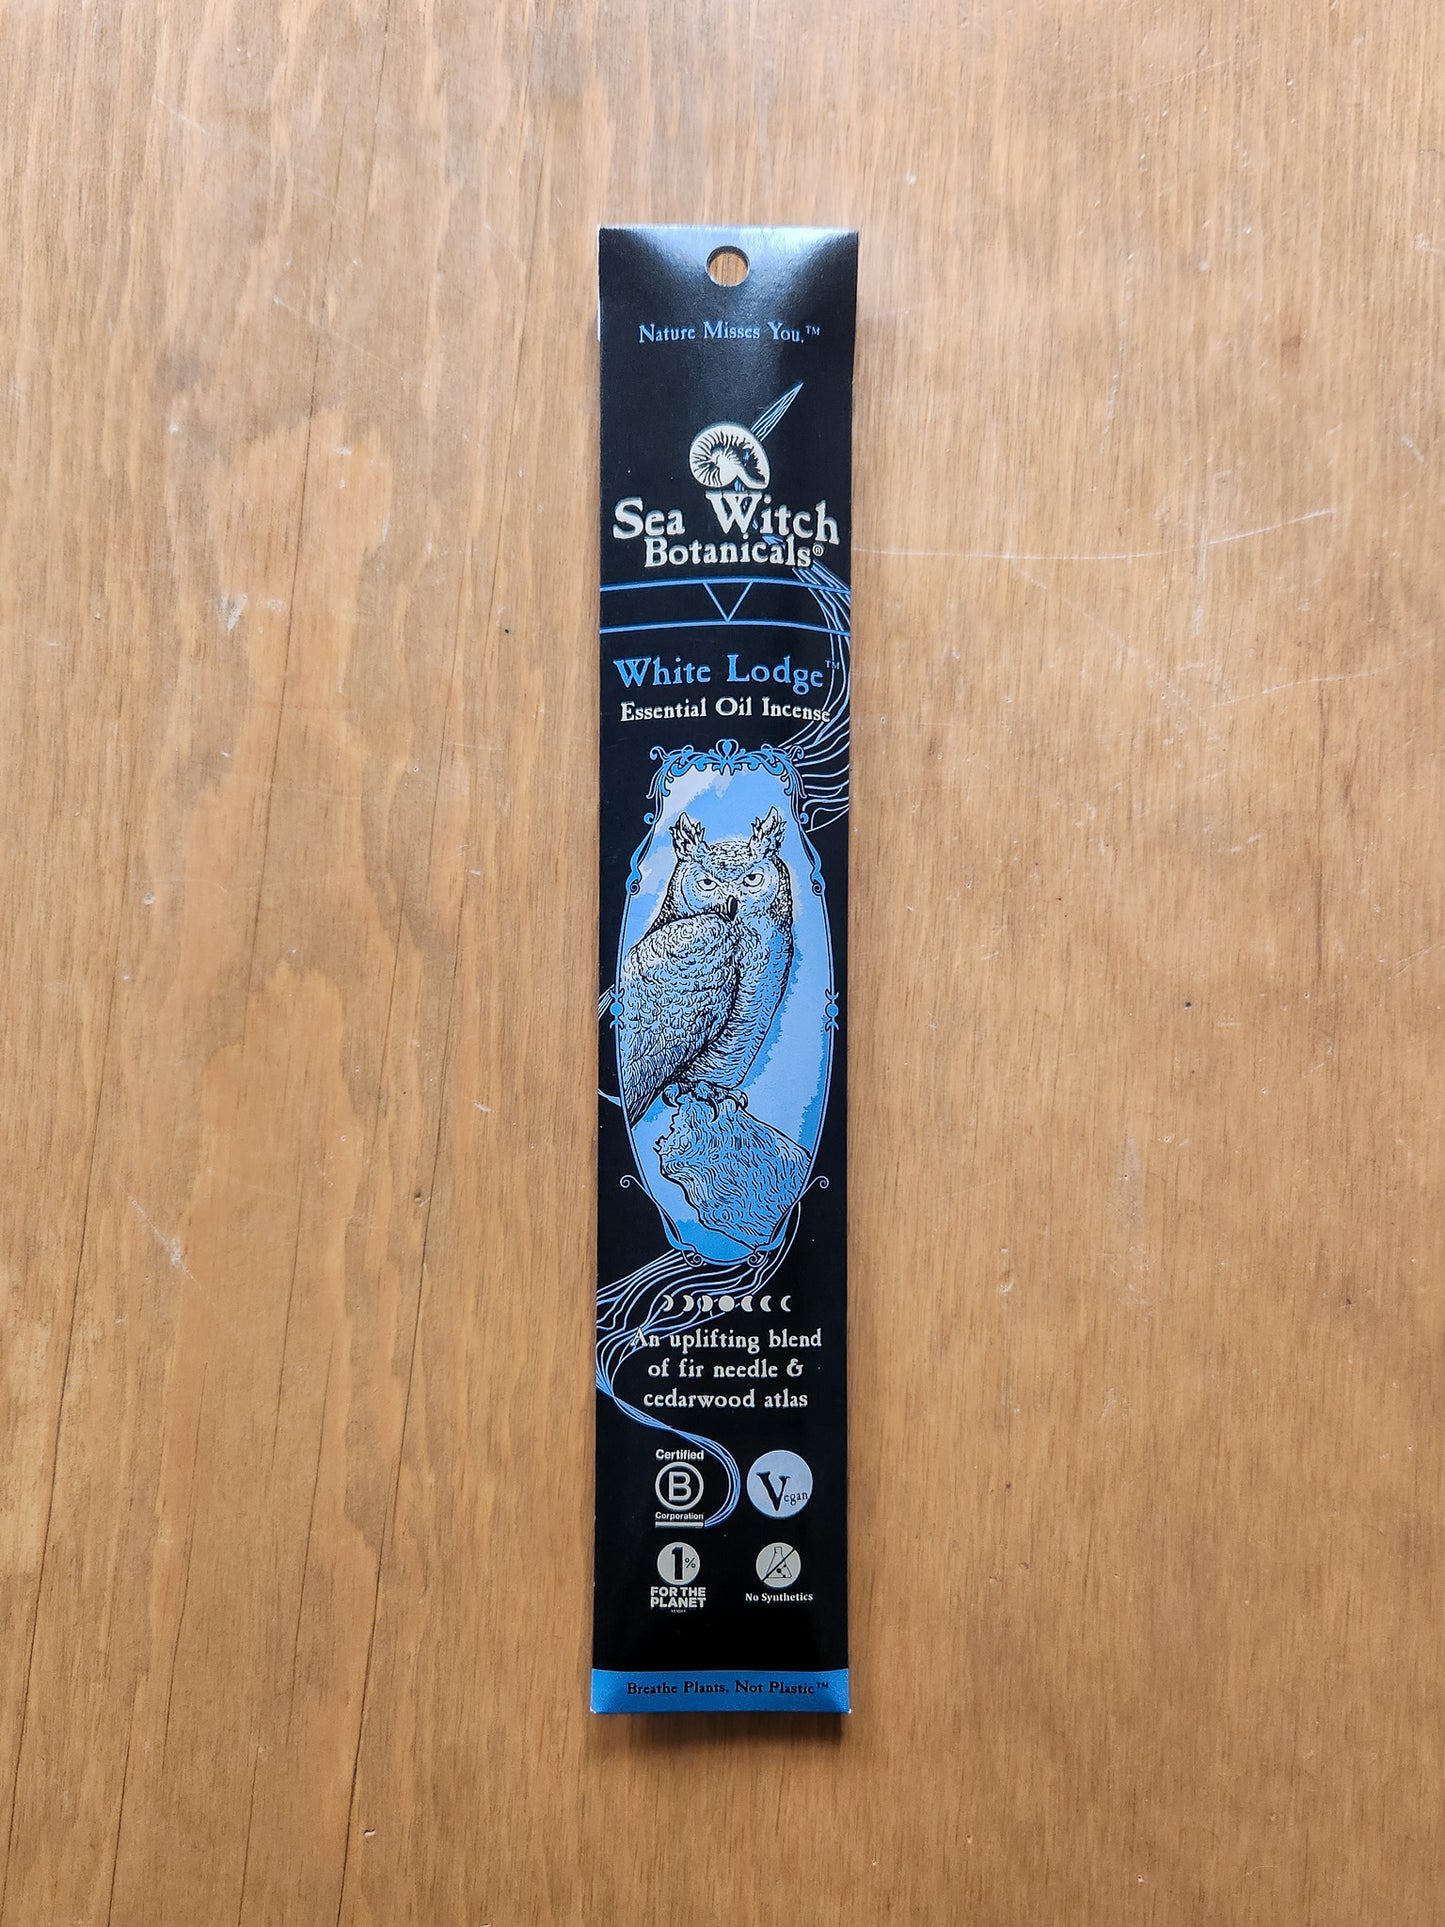 Nature Misses You.™
Sea Witch
Botanicals®
White Lodge™
Essential Oil Incense
An uplifting blend
of fir needle &
cedarwood atlas
Certified
B
Corporation
Vegan
1%
FOR THE
PLANET
No Synthetics
Breathe Plants, Not Plastic™